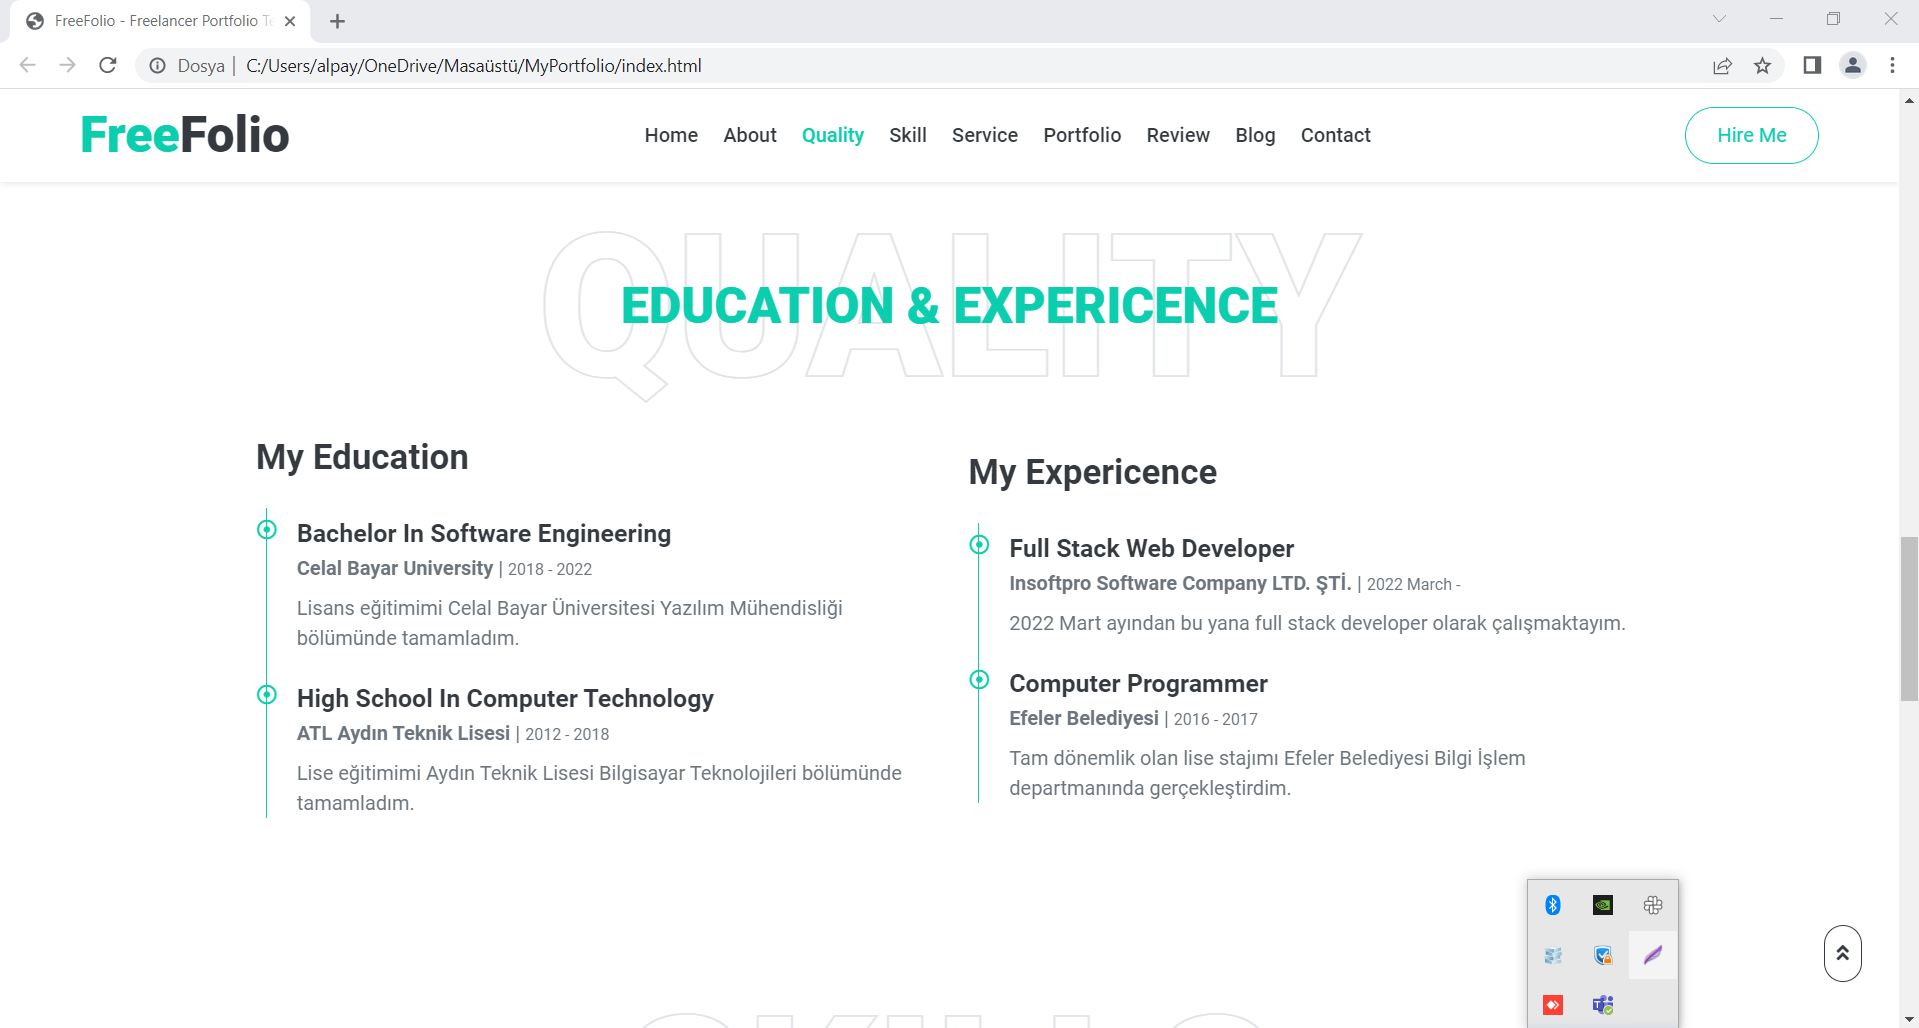 FreeFolio - Freelancer Portfolio Te
Dosya | C:/Users/alpay/OneDrive/Masaüstü/MyPortfolio/index.html
FreeFolio
Home About Quality Skill Service Portfolio Review Blog Contact
Hire Me
QUALITY
EDUCATION & EXPERICENCE
My Education
Bachelor In Software Engineering
Celal Bayar University | 2018 - 2022
Lisans eğitimimi Celal Bayar Üniversitesi Yazılım Mühendisliği
bölümünde tamamladım.
High School In Computer Technology
ATL Aydın Teknik Lisesi | 2012 - 2018
Lise eğitimimi Aydın Teknik Lisesi Bilgisayar Teknolojileri bölümünde
tamamladım.
My Expericence
Full Stack Web Developer
Insoftpro Software Company LTD. ŞTİ. | 2022 March -
2022 Mart ayından bu yana full stack developer olarak çalışmaktayım.
Computer Programmer
Efeler Belediyesi | 2016 - 2017
Tam dönemlik olan lise stajımı Efeler Belediyesi Bilgi İşlem
departmanında gerçekleştirdim.